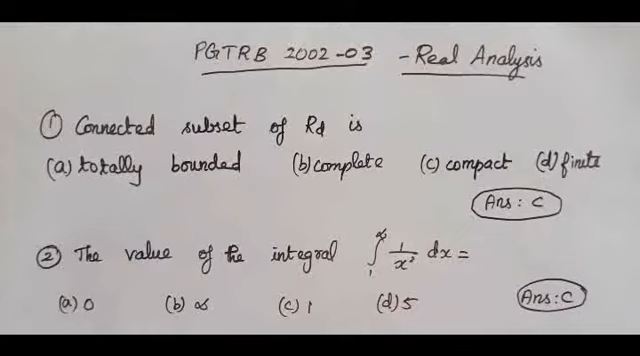 PGTRB 2002-03 - Real Analysis
① Connected subset of Rd is
(a) totally bounded (b) complete (c) compact (d) finite
Ans: C
② The value of the integral ∫₁^∞ 1/x² dx =
(a) 0 (b) ∞ (c) 1 (d) 5
Ans: C